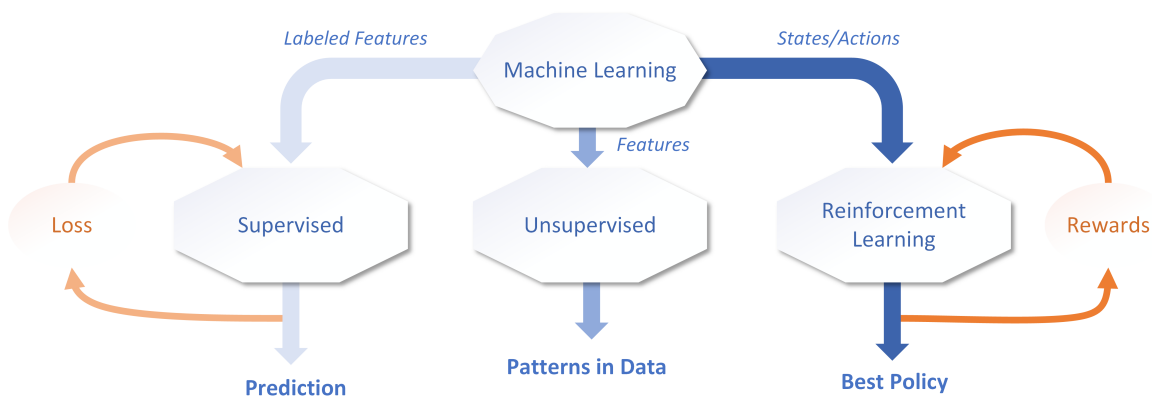 Labeled Features
Machine Learning
States/Actions
Features
Loss
Supervised
Unsupervised
Reinforcement
Learning
Rewards
Prediction
Patterns in Data
Best Policy